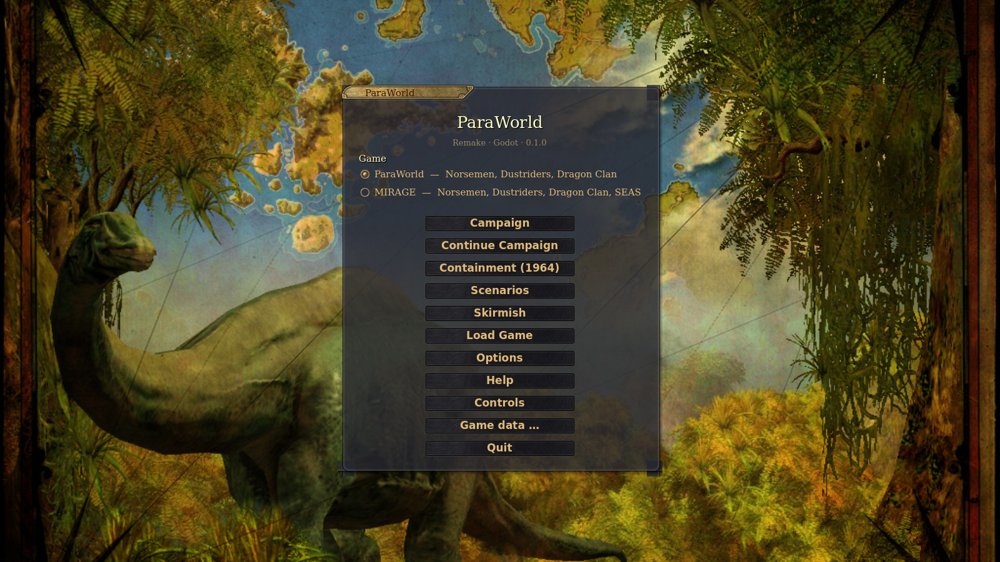 ParaWorld
ParaWorld
Remake · Godot · 0.1.0
Game
ParaWorld — Norsemen, Dustriders, Dragon Clan
MIRAGE — Norsemen, Dustriders, Dragon Clan, SEAS
Campaign
Continue Campaign
Containment (1964)
Scenarios
Skirmish
Load Game
Options
Help
Controls
Game data ...
Quit